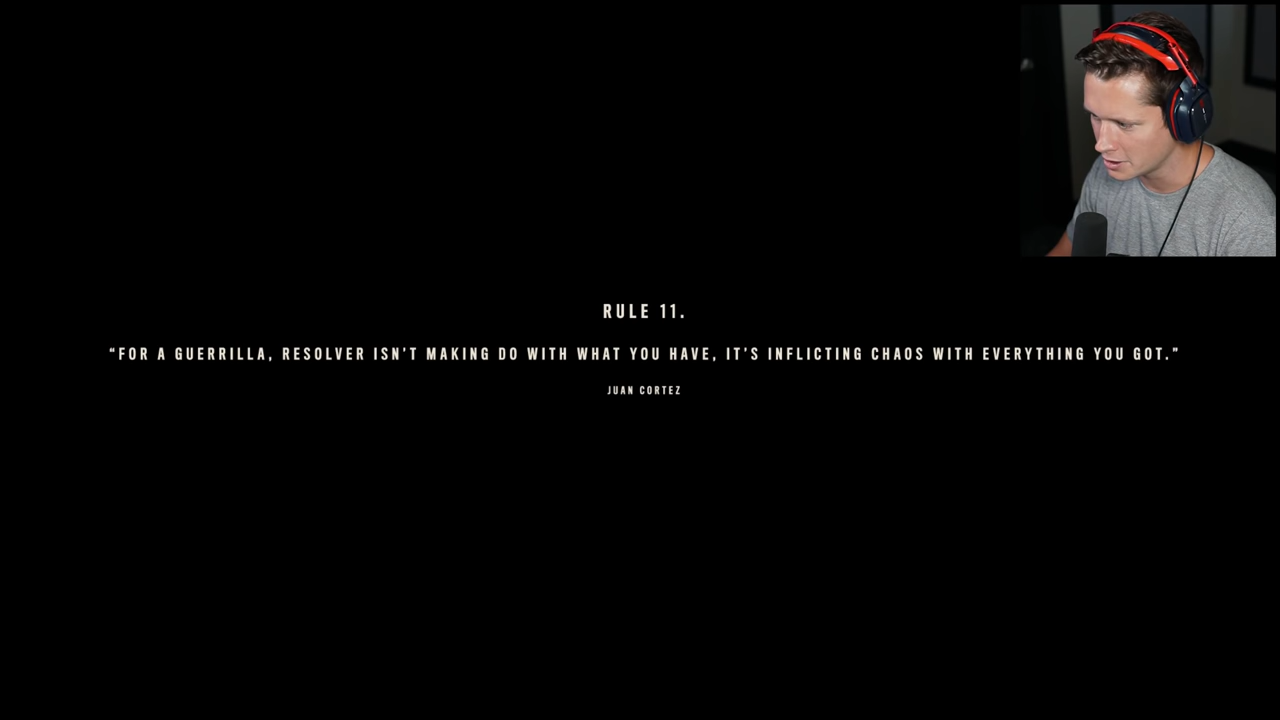 RULE 11.
“FOR A GUERRILLA, RESOLVER ISN’T MAKING DO WITH WHAT YOU HAVE, IT’S INFLICTING CHAOS WITH EVERYTHING YOU GOT.”
JUAN CORTEZ